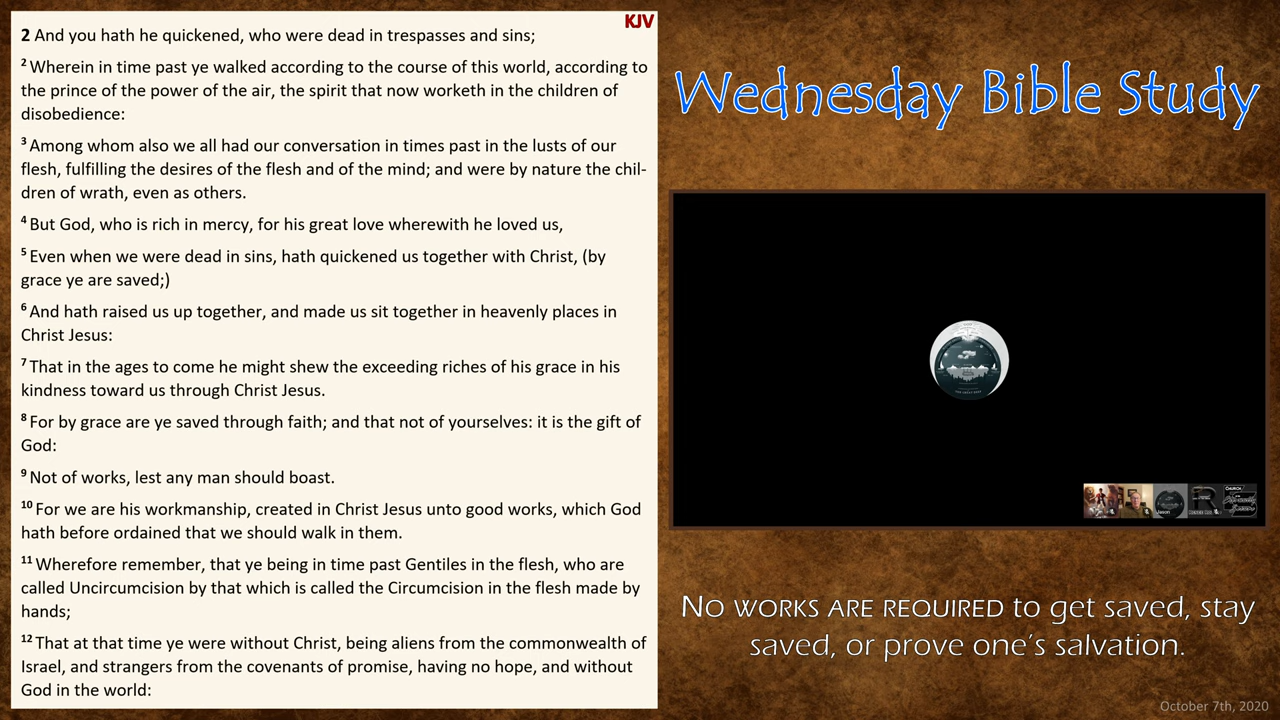 KJV
2 And you hath he quickened, who were dead in trespasses and sins;
2 Wherein in time past ye walked according to the course of this world, according to
the prince of the power of the air, the spirit that now worketh in the children of
disobedience:
3 Among whom also we all had our conversation in times past in the lusts of our
flesh, fulfilling the desires of the flesh and of the mind; and were by nature the chil-
dren of wrath, even as others.
4 But God, who is rich in mercy, for his great love wherewith he loved us,
5 Even when we were dead in sins, hath quickened us together with Christ, (by
grace ye are saved;)
6 And hath raised us up together, and made us sit together in heavenly places in
Christ Jesus:
7 That in the ages to come he might shew the exceeding riches of his grace in his
kindness toward us through Christ Jesus.
8 For by grace are ye saved through faith; and that not of yourselves: it is the gift of
God:
9 Not of works, lest any man should boast.
10 For we are his workmanship, created in Christ Jesus unto good works, which God
hath before ordained that we should walk in them.
11 Wherefore remember, that ye being in time past Gentiles in the flesh, who are
called Uncircumcision by that which is called the Circumcision in the flesh made by
hands;
12 That at that time ye were without Christ, being aliens from the commonwealth of
Israel, and strangers from the covenants of promise, having no hope, and without
God in the world:
Wednesday Bible Study
Jason
CHURCH
NO WORKS ARE REQUIRED to get saved, stay
saved, or prove one's salvation.
October 7th, 2020